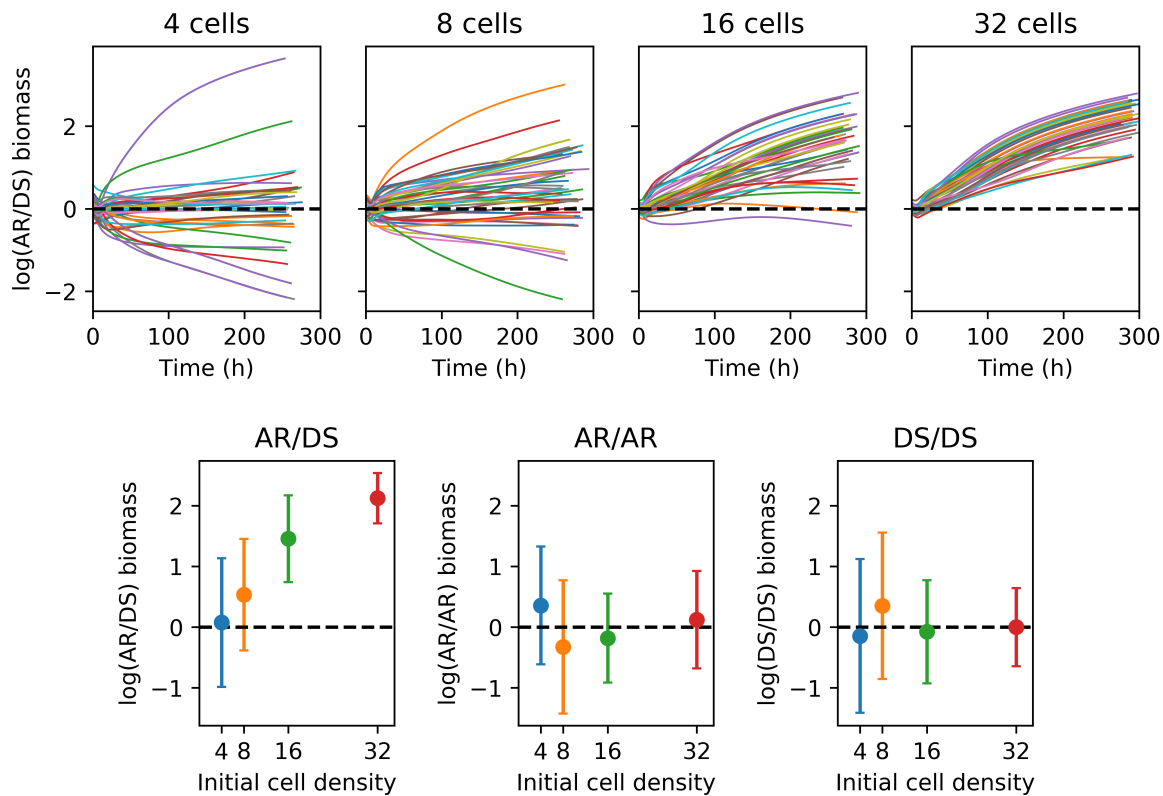 4 cells 8 cells 16 cells 32 cells
log(AR/DS) biomass
2
0
−2
0 100 200 300 0 100 200 300 0 100 200 300 0 100 200 300
Time (h) Time (h) Time (h) Time (h)
AR/DS AR/AR DS/DS
log(AR/DS) biomass
2
1
0
−1
4 8 16 32
Initial cell density
log(AR/AR) biomass
2
1
0
−1
4 8 16 32
Initial cell density
log(DS/DS) biomass
2
1
0
−1
4 8 16 32
Initial cell density